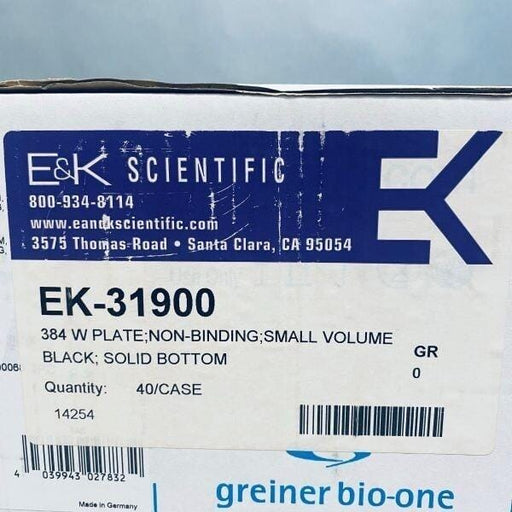 E&K SCIENTIFIC
EK
800-934-8114
www.eandkscientific.com
3575 Thomas Road • Santa Clara, CA 95054
EK-31900
384 W PLATE;NON-BINDING;SMALL VOLUME
BLACK; SOLID BOTTOM
GR
0
Quantity: 40/CASE
14254
4 039943 027832
Made in Germany
greiner bio-one